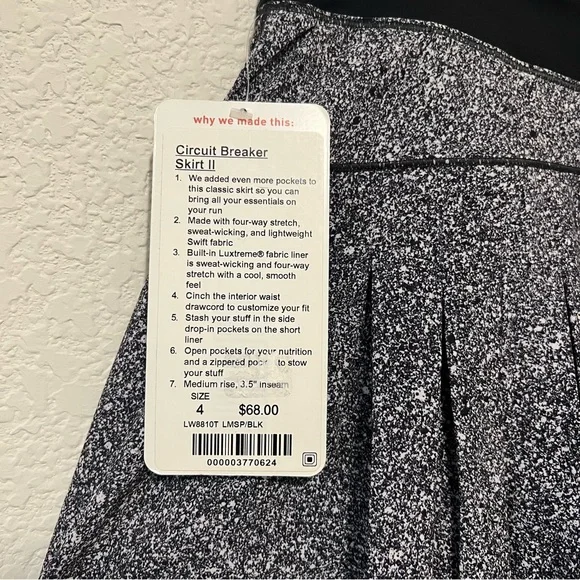 why we made this:
Circuit Breaker
Skirt II
1. We added even more pockets to
this classic skirt so you can
bring all your essentials on
your run
2. Made with four-way stretch,
sweat-wicking, and lightweight
Swift fabric
3. Built-in Luxtreme® fabric liner
is sweat-wicking and four-way
stretch with a cool, smooth
feel
4. Cinch the interior waist
drawcord to customize your fit
5. Stash your stuff in the side
drop-in pockets on the short
liner
6. Open pockets for your nutrition
and a zippered to stow
your stuff
7. Medium rise, 3.5" inseam
SIZE
4 $68.00
LW8810T LMSP/BLK
000003770624